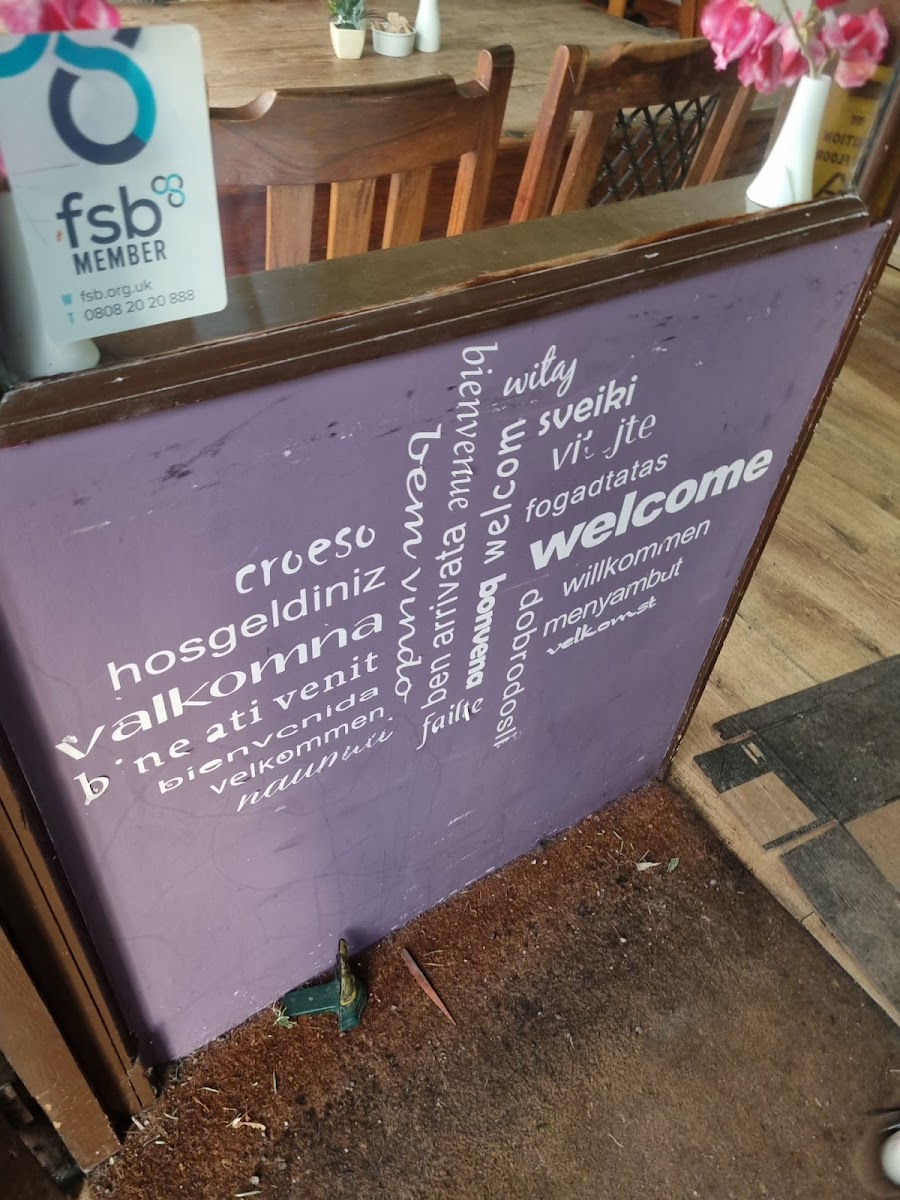 fsb
MEMBER
W fsb.org.uk
T 0808 20 20 888
croeso
hosgeldiniz
valkomna
ati venit
bienvenida
velkommen
bem vindo
bienvenue
ben arrivata
welcom
bonvena
failte
dobrodosli
witaj
sveiki
fogadtatas
welcome
willkommen
menyambut
velkomst